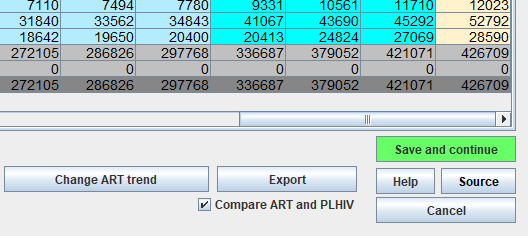 7110 7494 7780 9331 10561 11710 12023
31840 33562 34843 41067 43690 45292 52792
18642 19650 20400 20413 24824 27069 28590
272105 286826 297768 336687 379052 421071 426709
0 0 0 0 0 0 0
272105 286826 297768 336687 379052 421071 426709
Save and continue
Change ART trend Export Help Source
Compare ART and PLHIV Cancel